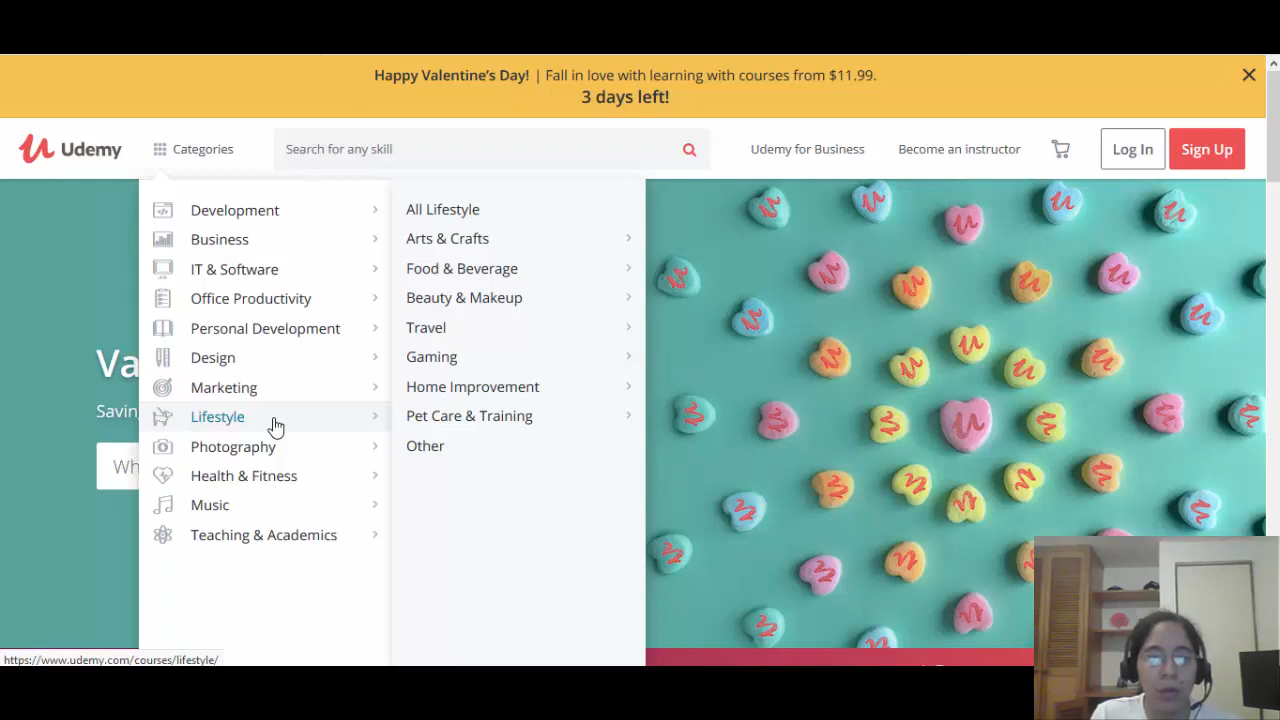 Happy Valentine's Day! | Fall in love with learning with courses from $11.99.
3 days left!
Udemy
Categories
Search for any skill
Udemy for Business
Become an instructor
Log In
Sign Up
Development
Business
IT & Software
Office Productivity
Personal Development
Design
Marketing
Lifestyle
Photography
Health & Fitness
Music
Teaching & Academics
All Lifestyle
Arts & Crafts
Food & Beverage
Beauty & Makeup
Travel
Gaming
Home Improvement
Pet Care & Training
Other
Va
Savin
Wh
https://www.udemy.com/courses/lifestyle/